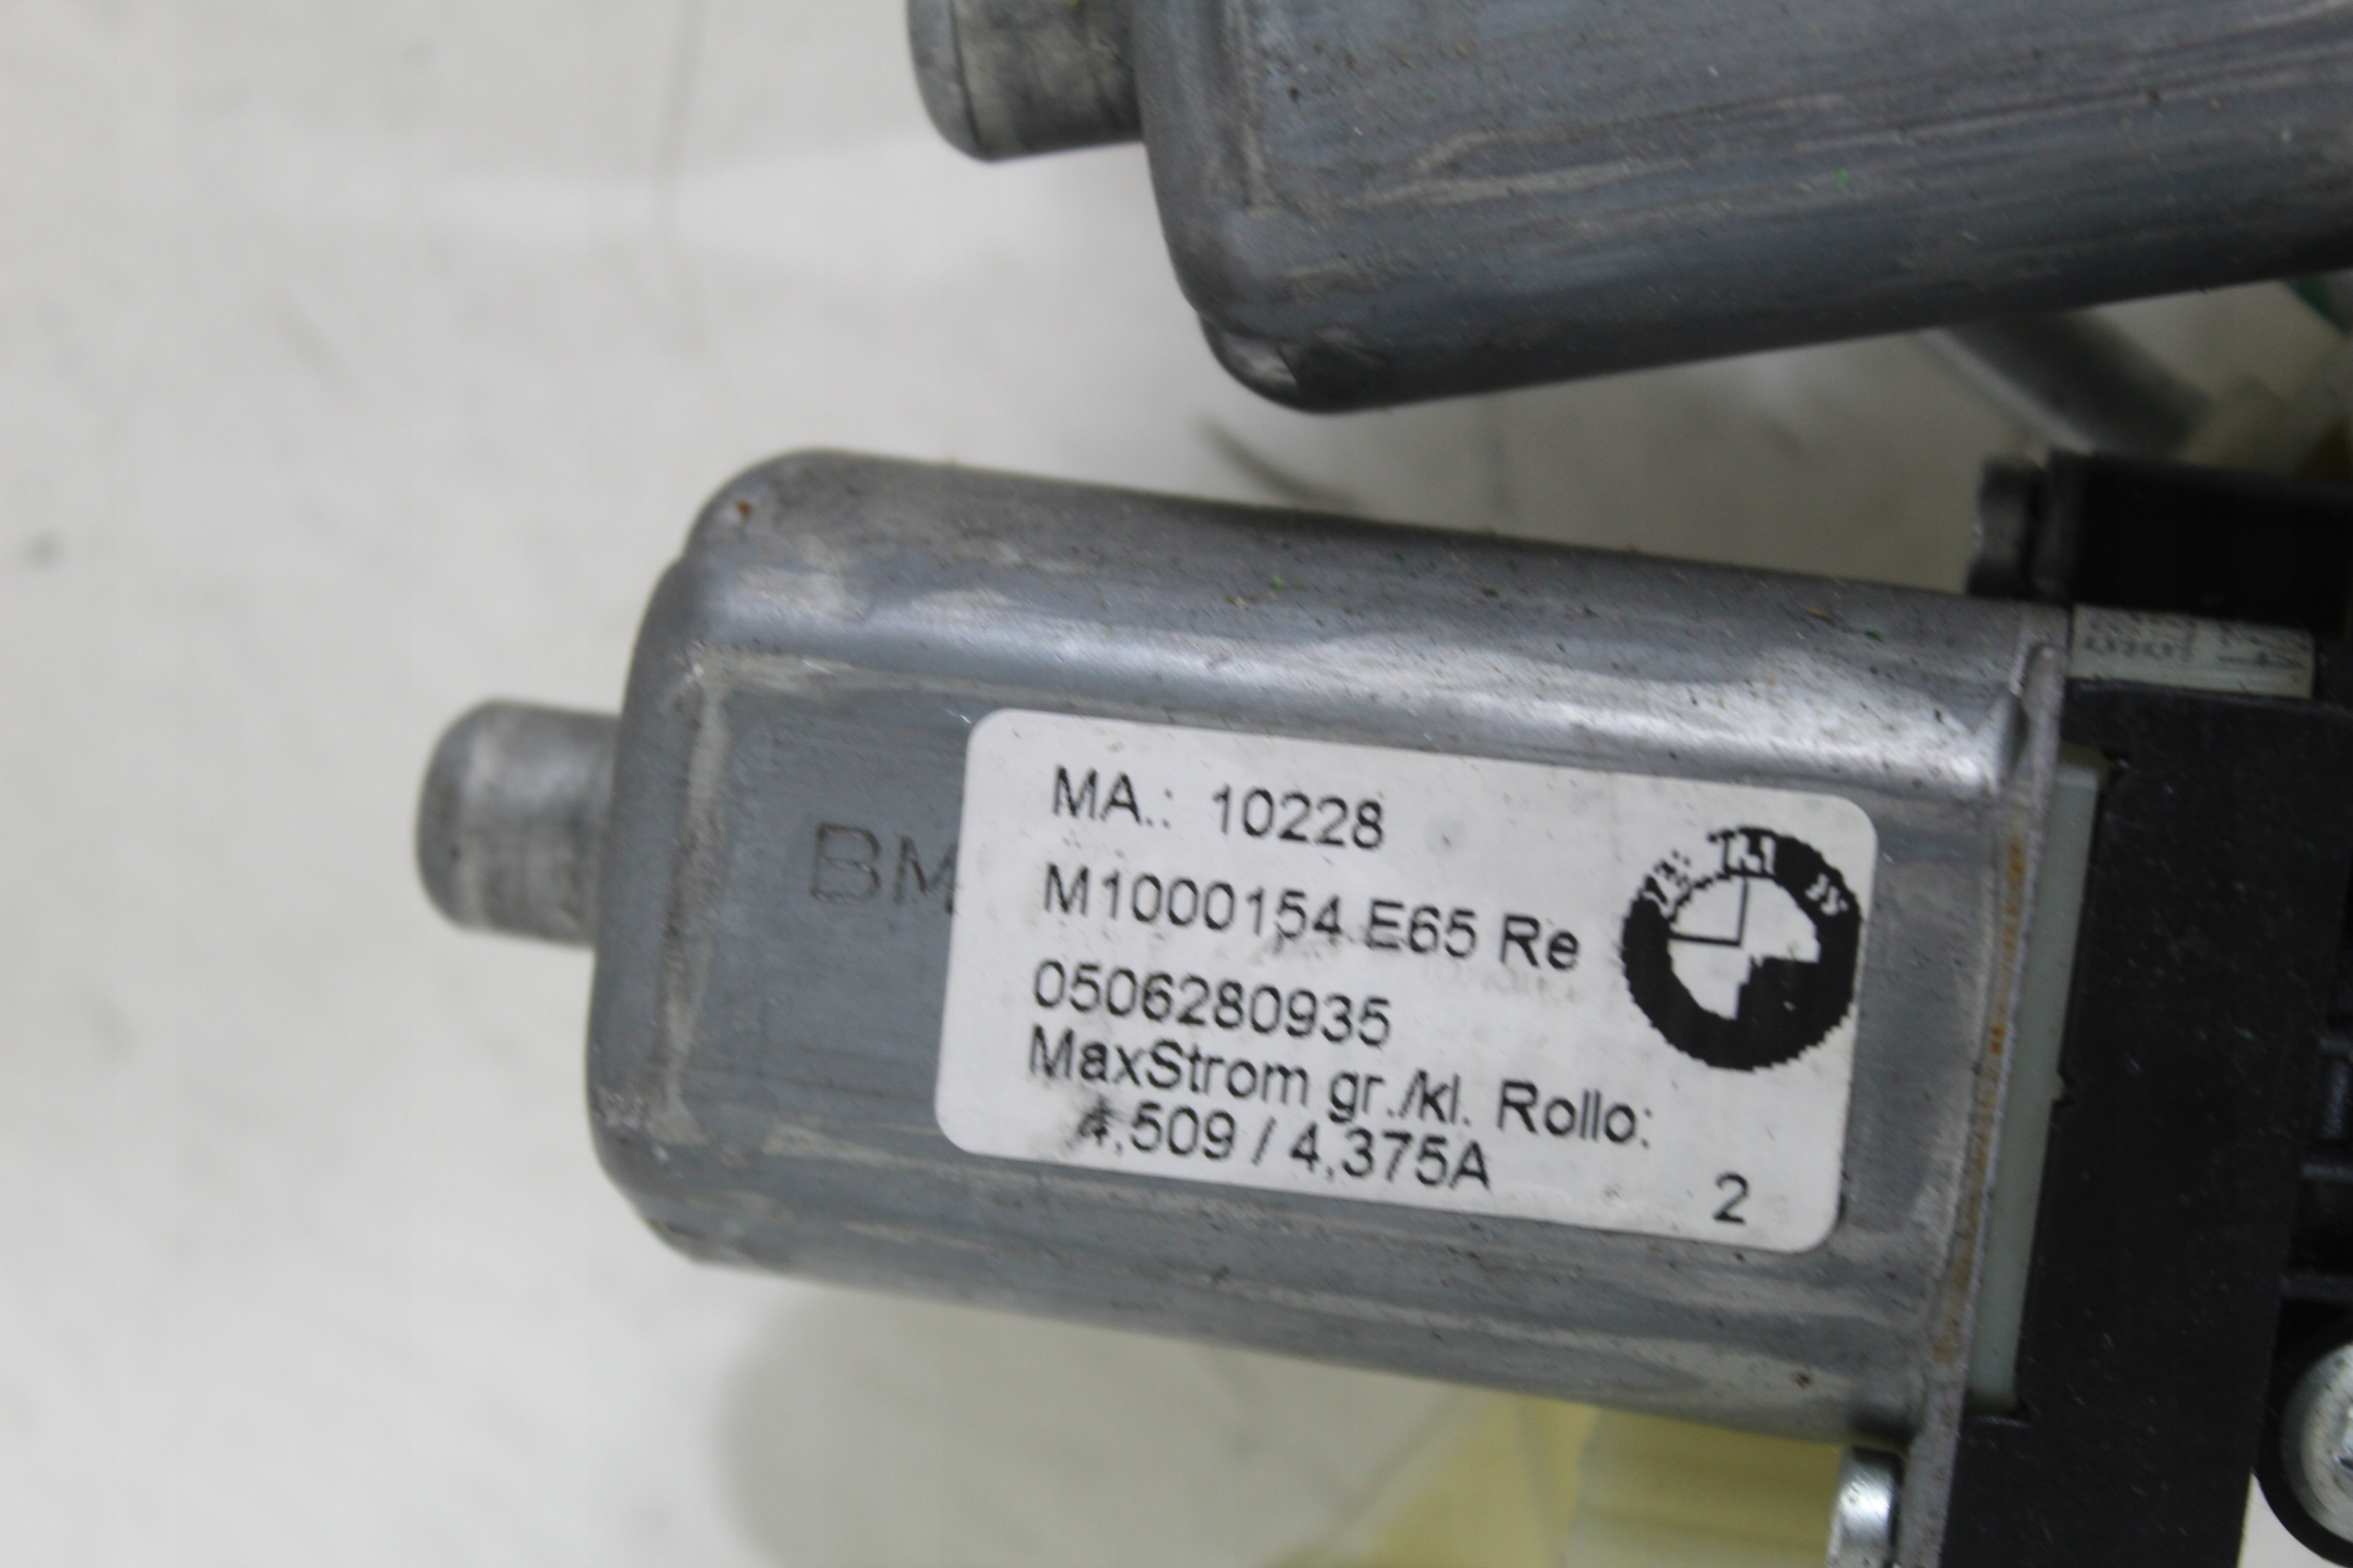 BM
MA.: 10228
M1000154 E65 Re
0506280935
MaxStrom gr./kl. Rollo:
4,509 / 4,375A
2